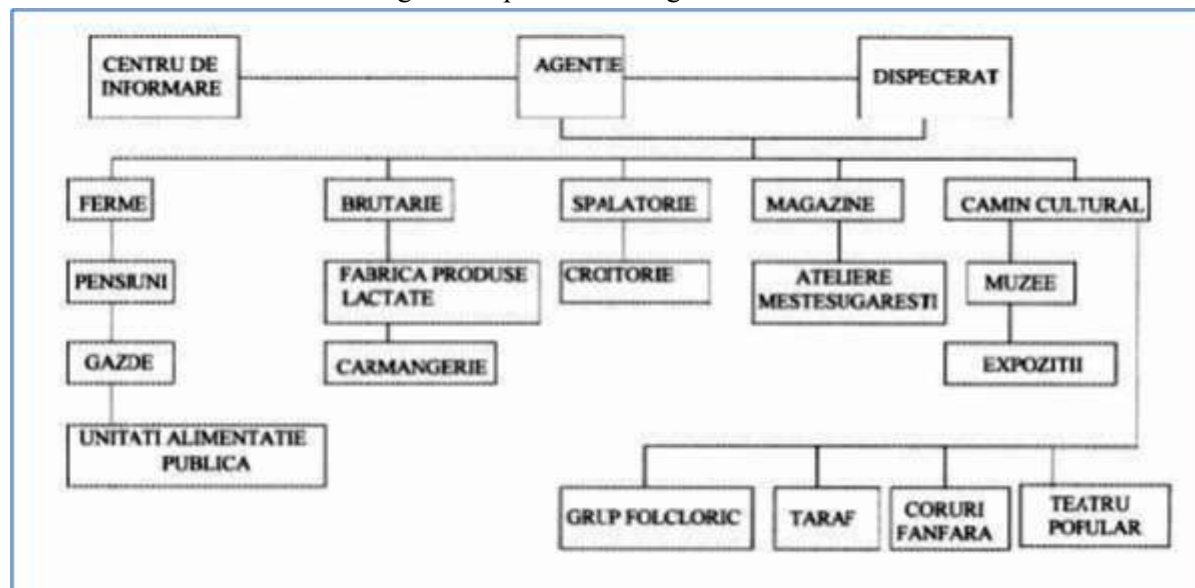 CENTRU DE
INFORMARE
AGENTIE
DISPECERAT
FERME
BRUTARIE
SPALATORIE
MAGAZINE
CAMIN CULTURAL
PENSIUNI
FABRICA PRODUSE
LACTATE
CROITORIE
ATELIERE
MESTESUGARESTI
MUZEE
GAZDE
CARMANGERIE
EXPOZITII
UNITATI ALIMENTATIE
PUBLICA
GRUP FOLCLORIC
TARAF
CORURI
FANFARA
TEATRU
POPULAR